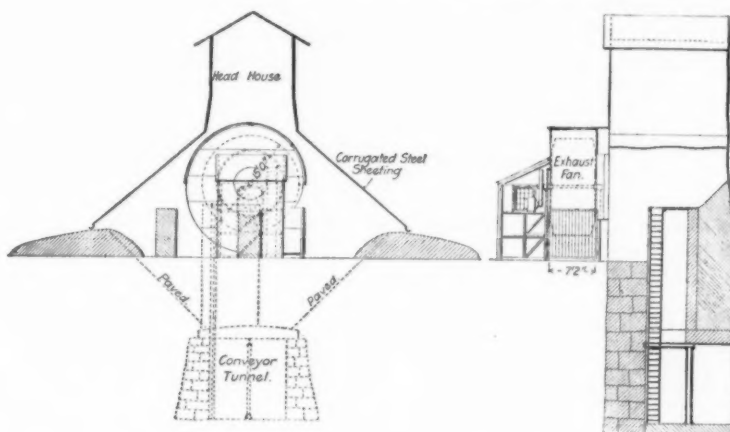 Head House
Corrugated Steel
Sheeting
Exhaust
Fan.
Paved
Paved
Conveyor
Tunnel.